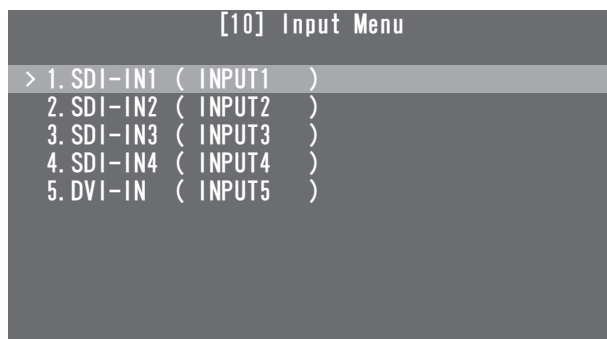 [10] Input Menu
> 1.SDI-IN1 ( INPUT1 )
2.SDI-IN2 ( INPUT2 )
3.SDI-IN3 ( INPUT3 )
4.SDI-IN4 ( INPUT4 )
5.DVI-IN ( INPUT5 )